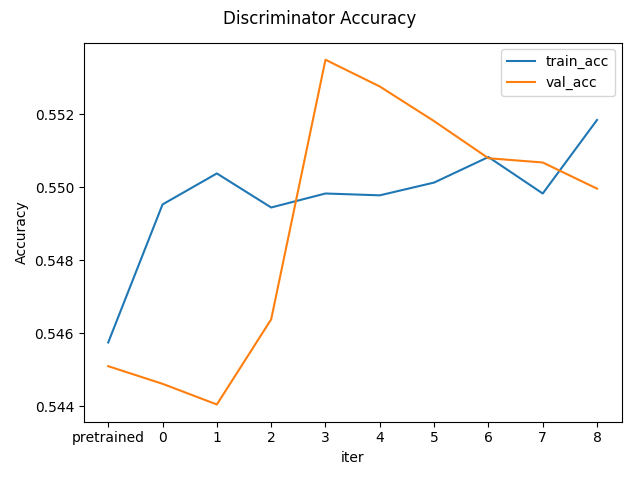 Discriminator Accuracy
train_acc
val_acc
0.552
0.550
0.548
0.546
0.544
Accuracy
pretrained 0 1 2 3 4 5 6 7 8
iter